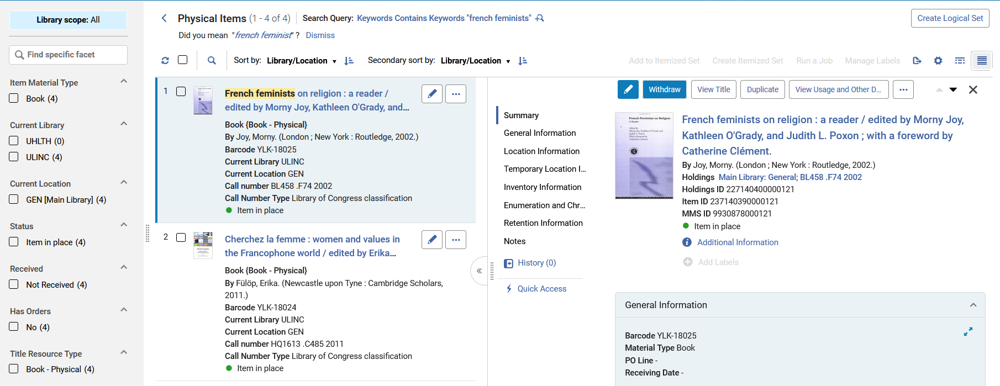 Library scope: All
Find specific facet
Item Material Type
Book (4)
Current Library
UHLTH (0)
ULINC (4)
Current Location
GEN [Main Library] (4)
Status
Item in place (4)
Received
Not Received (4)
Has Orders
No (4)
Title Resource Type
Book - Physical (4)
Physical Items (1 - 4 of 4) Search Query: Keywords Contains Keywords "french feminists"
Did you mean "french feminist" ? Dismiss
Create Logical Set
Sort by: Library/Location Secondary sort by: Library/Location
Add to Itemized Set Create Itemized Set Run a Job Manage Labels
1
French feminists on religion : a reader /
edited by Morny Joy, Kathleen O'Grady, and...
Book {Book - Physical}
By Joy, Morny. (London ; New York : Routledge, 2002.)
Barcode YLK-18025
Current Library ULINC
Current Location GEN
Call number BL458 .F74 2002
Call Number Type Library of Congress classification
Item in place
2
Cherchez la femme : women and values in
the Francophone world / edited by Erika...
Book {Book - Physical}
By Fülöp, Erika. (Newcastle upon Tyne : Cambridge Scholars,
2011.)
Barcode YLK-18024
Current Library ULINC
Current Location GEN
Call number HQ1613 .C485 2011
Call Number Type Library of Congress classification
Item in place
Summary
General Information
Location Information
Temporary Location I...
Inventory Information
Enumeration and Chr...
Retention Information
Notes
History (0)
Quick Access
Withdraw View Title Duplicate View Usage and Other D...
French Feminists on Religion
A Reader
French feminists on religion : a reader / edited by Morny Joy,
Kathleen O'Grady, and Judith L. Poxon ; with a foreword by
Catherine Clément.
By Joy, Morny. (London ; New York : Routledge, 2002.)
Holdings Main Library: General; BL458 .F74 2002
Holdings ID 227140400000121
Item ID 237140390000121
MMS ID 9930878000121
Item in place
Additional Information
Add Labels
General Information
Barcode YLK-18025
Material Type Book
PO Line -
Receiving Date -